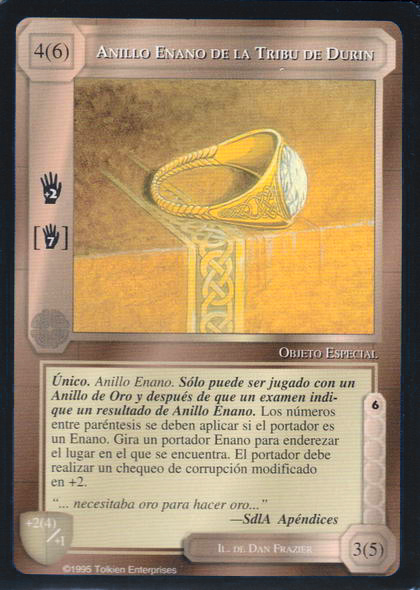 4(6)
Anillo Enano de la Tribu de Durin
+2
[7]
Objeto Especial
Único. Anillo Enano. Sólo puede ser jugado con un
Anillo de Oro y después de que un examen indi-
que un resultado de Anillo Enano. Los números
entre paréntesis se deben aplicar si el portador es
un Enano. Gira un portador Enano para enderezar
el lugar en el que se encuentra. El portador debe
realizar un chequeo de corrupción modificado
en +2.
6
"... necesitaba oro para hacer oro..."
—SdlA Apéndices
+2(4)/+1
Il. de Dan Frazier
3(5)
©1995 Tolkien Enterprises